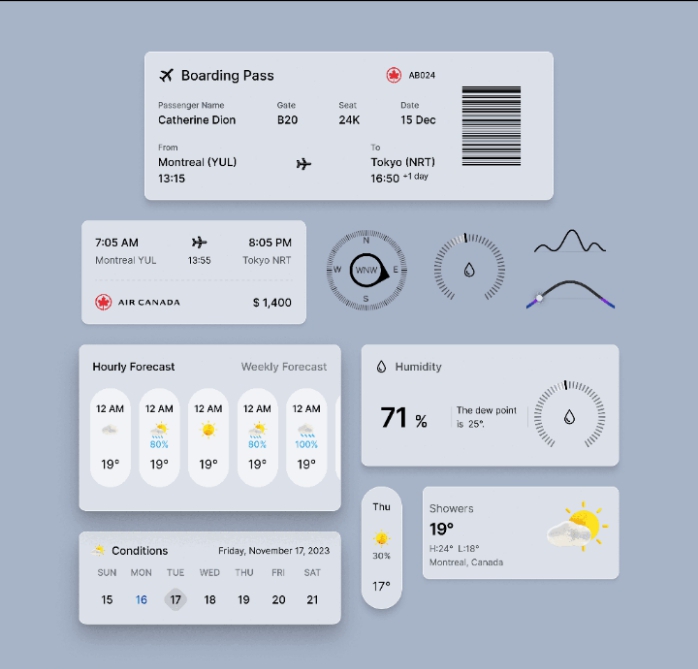 Boarding Pass
AB024
Passenger Name Gate Seat Date
Catherine Dion B20 24K 15 Dec
From To
Montreal (YUL) Tokyo (NRT)
13:15 16:50 +1 day
7:05 AM 8:05 PM
Montreal YUL 13:55 Tokyo NRT
AIR CANADA $ 1,400
N
W WNW E
S
Hourly Forecast Weekly Forecast
12 AM 12 AM 12 AM 12 AM 12 AM
80% 80% 100%
19° 19° 19° 19° 19°
Humidity
71 %
The dew point
is 25°.
Conditions Friday, November 17, 2023
SUN MON TUE WED THU FRI SAT
15 16 17 18 19 20 21
Thu
30%
17°
Showers
19°
H:24° L:18°
Montreal, Canada